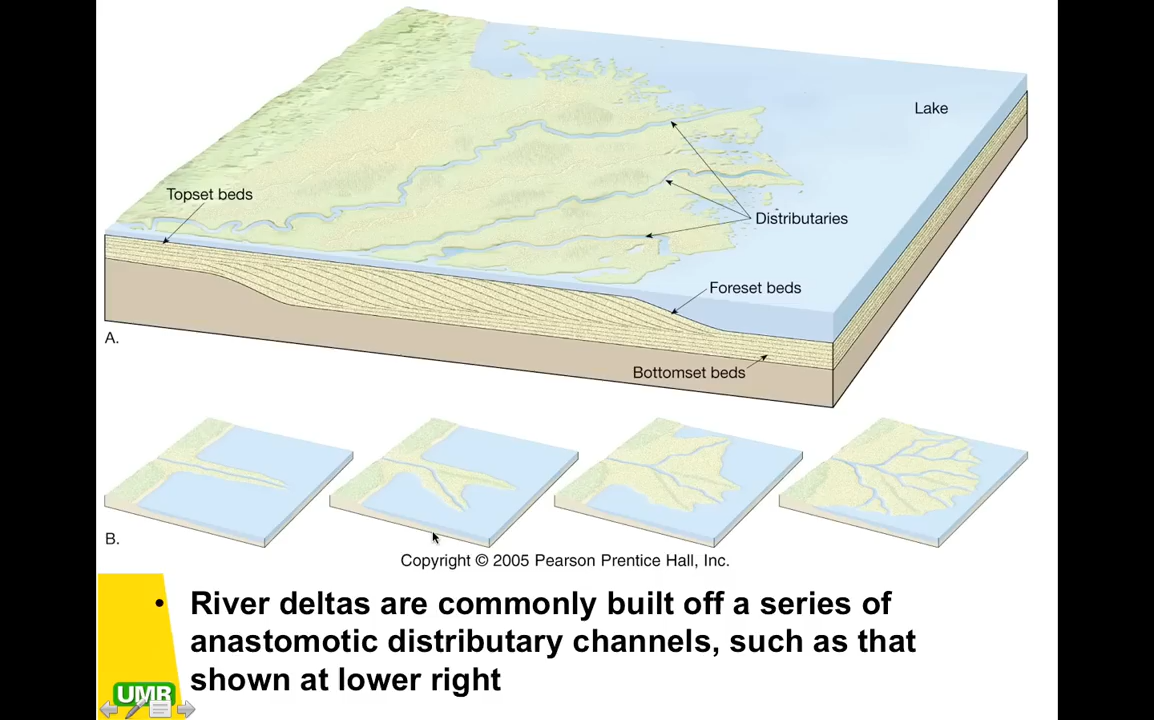 Lake
Topset beds
Distributaries
Foreset beds
A.
Bottomset beds
B.
Copyright © 2005 Pearson Prentice Hall, Inc.
• River deltas are commonly built off a series of
anastomotic distributary channels, such as that
shown at lower right
UMR